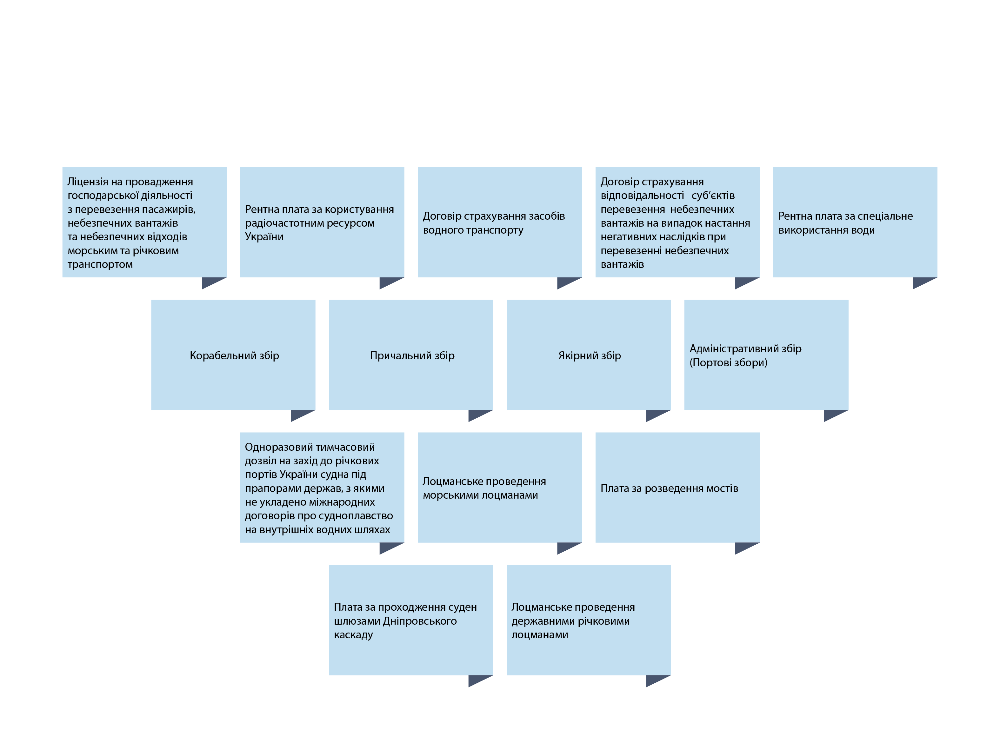 Ліцензія на провадження
господарської діяльності
з перевезення пасажирів,
небезпечних вантажів
та небезпечних відходів
морським та річковим
транспортом
Рентна плата за користування
радіочастотним ресурсом
України
Договір страхування засобів
водного транспорту
Договір страхування
відповідальності суб’єктів
перевезення небезпечних
вантажів на випадок настання
негативних наслідків при
перевезенні небезпечних
вантажів
Рентна плата за спеціальне
використання води
Корабельний збір
Причальний збір
Якірний збір
Адміністративний збір
(Портові збори)
Одноразовий тимчасовий
дозвіл на захід до річкових
портів України судна під
прапорами держав, з якими
не укладено міжнародних
договорів про судноплавство
на внутрішніх водних шляхах
Лоцманське проведення
морськими лоцманами
Плата за розведення мостів
Плата за проходження суден
шлюзами Дніпровського
каскаду
Лоцманське проведення
державними річковими
лоцманами